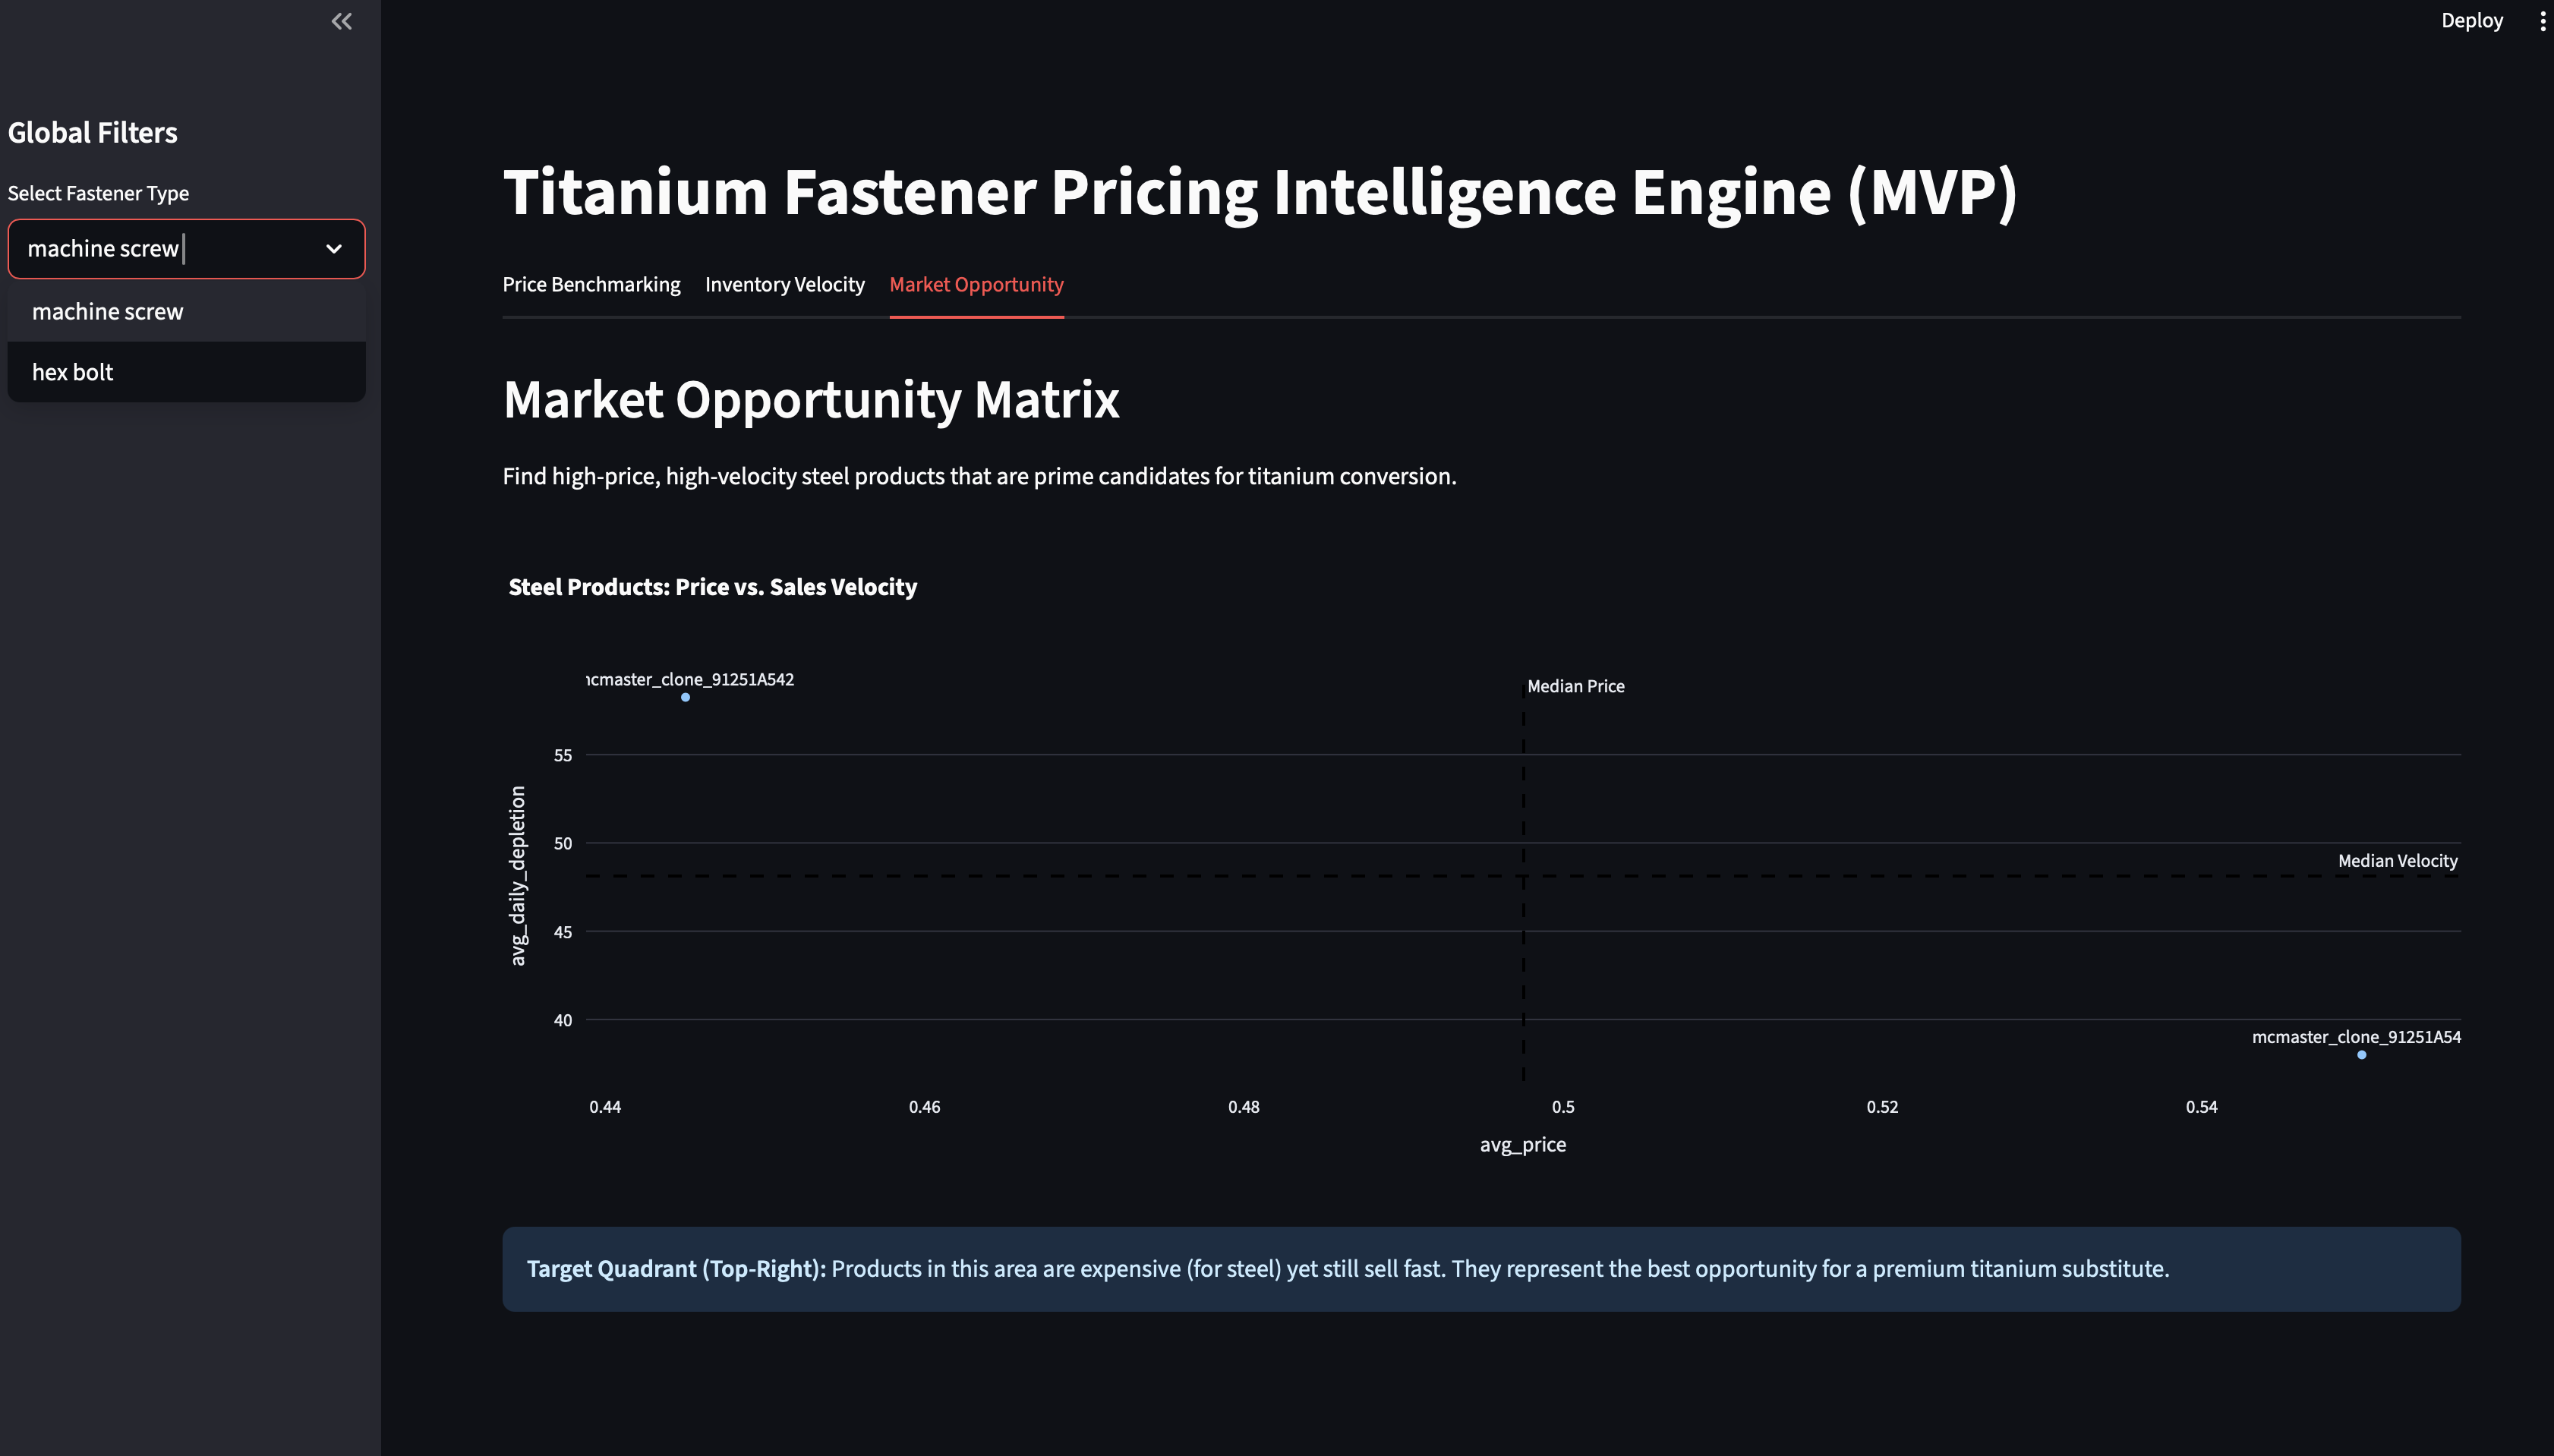 Deploy
Global Filters
Select Fastener Type
machine screw
machine screw
hex bolt
Titanium Fastener Pricing Intelligence Engine (MVP)
Price Benchmarking Inventory Velocity Market Opportunity
Market Opportunity Matrix
Find high-price, high-velocity steel products that are prime candidates for titanium conversion.
Steel Products: Price vs. Sales Velocity
ncmaster_clone_91251A542
Median Price
55
50
Median Velocity
45
40
avg_daily_depletion
mcmaster_clone_91251A54
0.44 0.46 0.48 0.5 0.52 0.54
avg_price
Target Quadrant (Top-Right): Products in this area are expensive (for steel) yet still sell fast. They represent the best opportunity for a premium titanium substitute.